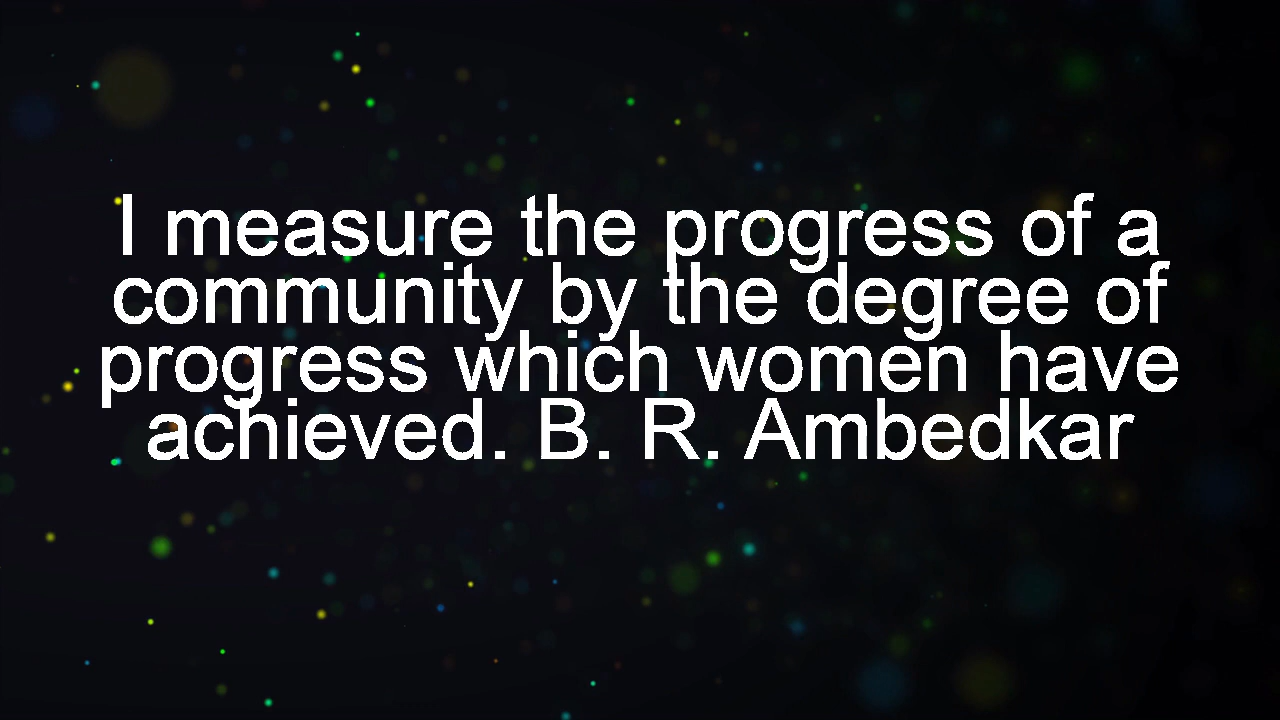 I measure the progress of a
community by the degree of
progress which women have
achieved. B. R. Ambedkar